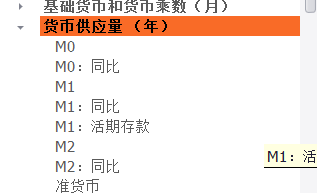 基础货币和货币乘数（月）
货币供应量（年）
M0
M0：同比
M1
M1：同比
M1：活期存款
M2
M2：同比
准货币
M1：活